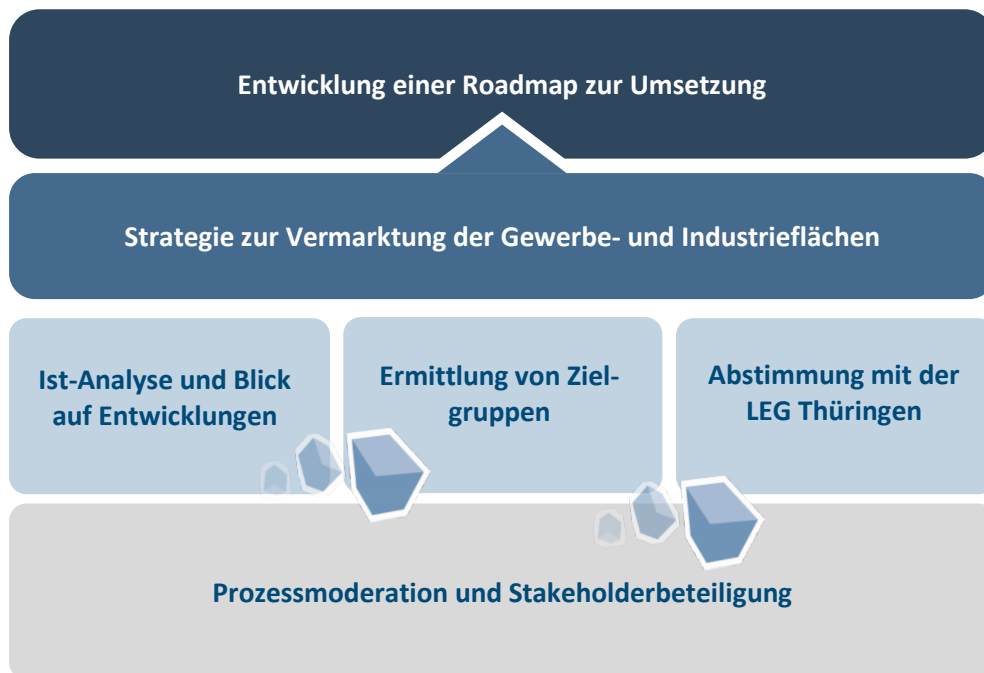 Entwicklung einer Roadmap zur Umsetzung
Strategie zur Vermarktung der Gewerbe- und Industrieflächen
Ist-Analyse und Blick
auf Entwicklungen
Ermittlung von Ziel-
gruppen
Abstimmung mit der
LEG Thüringen
Prozessmoderation und Stakeholderbeteiligung